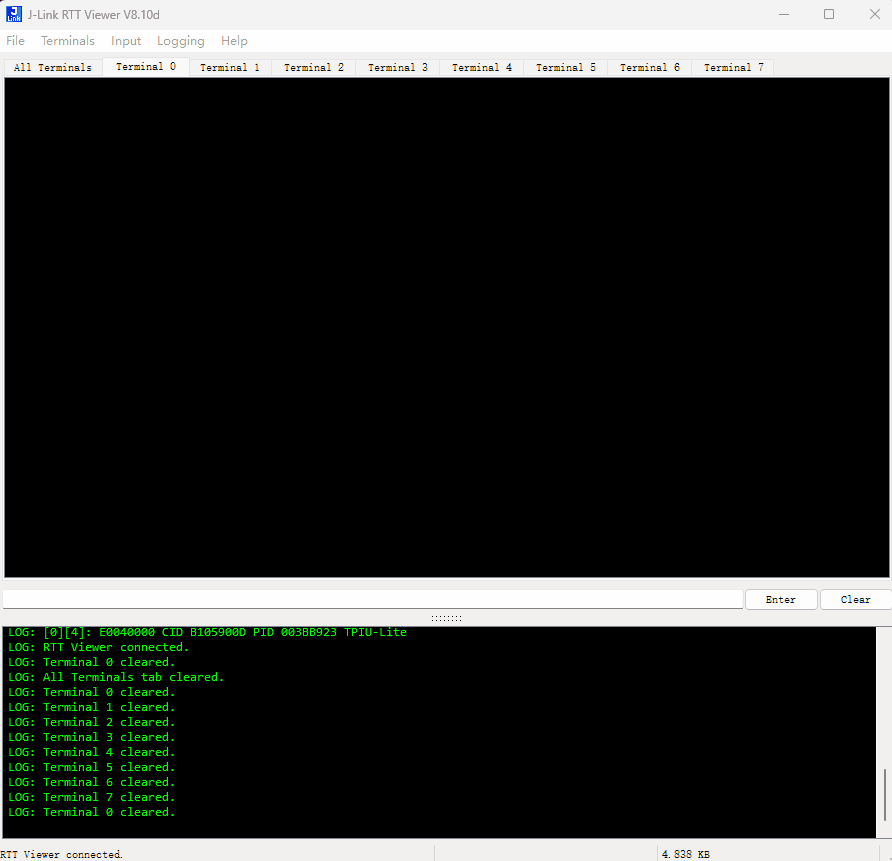 J-Link RTT Viewer V8.10d
File Terminals Input Logging Help
All Terminals Terminal 0 Terminal 1 Terminal 2 Terminal 3 Terminal 4 Terminal 5 Terminal 6 Terminal 7
Enter Clear
LOG: [0][4]: E0040000 CID B105900D PID 003BB923 TPIU-Lite
LOG: RTT Viewer connected.
LOG: Terminal 0 cleared.
LOG: All Terminals tab cleared.
LOG: Terminal 0 cleared.
LOG: Terminal 1 cleared.
LOG: Terminal 2 cleared.
LOG: Terminal 3 cleared.
LOG: Terminal 4 cleared.
LOG: Terminal 5 cleared.
LOG: Terminal 6 cleared.
LOG: Terminal 7 cleared.
LOG: Terminal 0 cleared.
RTT Viewer connected. 4.838 KB